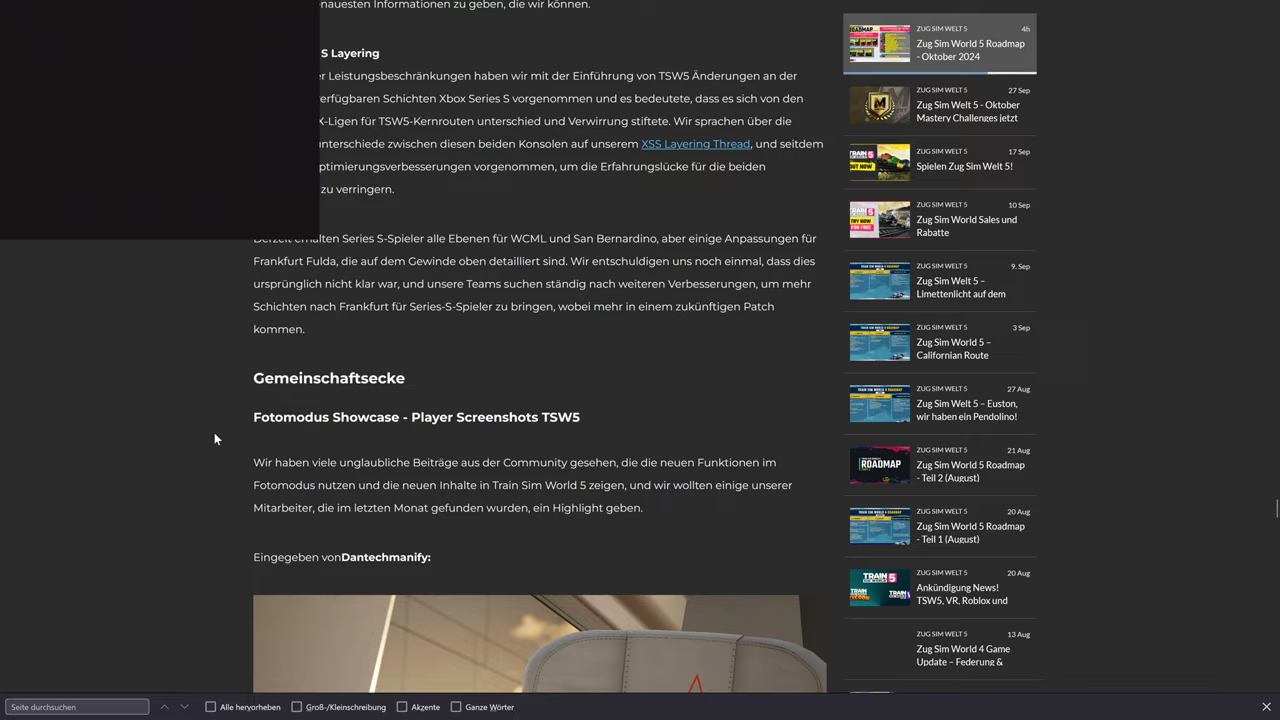 nauesten Informationen zu geben, die wir können.
S Layering
er Leistungsbeschränkungen haben wir mit der Einführung von TSW5 Änderungen an der
erfügbaren Schichten Xbox Series S vorgenommen und es bedeutete, dass es sich von den
X-Ligen für TSW5-Kernrouten unterschied und Verwirrung stiftete. Wir sprachen über die
unterschiede zwischen diesen beiden Konsolen auf unserem XSS Layering Thread, und seitdem
ptimierungsverbesserungen vorgenommen, um die Erfahrungslücke für die beiden
zu verringern.
Derzeit erhalten Series S-Spieler alle Ebenen für WCML und San Bernardino, aber einige Anpassungen für
Frankfurt Fulda, die auf dem Gewinde oben detailliert sind. Wir entschuldigen uns noch einmal, dass dies
ursprünglich nicht klar war, und unsere Teams suchen ständig nach weiteren Verbesserungen, um mehr
Schichten nach Frankfurt für Series-S-Spieler zu bringen, wobei mehr in einem zukünftigen Patch
kommen.
Gemeinschaftsecke
Fotomodus Showcase - Player Screenshots TSW5
Wir haben viele unglaubliche Beiträge aus der Community gesehen, die die neuen Funktionen im
Fotomodus nutzen und die neuen Inhalte in Train Sim World 5 zeigen, und wir wollten einige unserer
Mitarbeiter, die im letzten Monat gefunden wurden, ein Highlight geben.
Eingegeben vonDantechmanify:
ROADMAP
ZUG SIM WELT 5 4h
Zug Sim World 5 Roadmap
- Oktober 2024
ZUG SIM WELT 5 27 Sep
Zug Sim Welt 5 - Oktober
Mastery Challenges jetzt
ZUG SIM WELT 5 17 Sep
Spielen Zug Sim Welt 5!
ZUG SIM WELT 5 10 Sep
Zug Sim World Sales und
Rabatte
ZUG SIM WELT 5 9. Sep
Zug Sim Welt 5 –
Limettenlicht auf dem
ZUG SIM WELT 5 3 Sep
Zug Sim World 5 –
Californian Route
ZUG SIM WELT 5 27 Aug
Zug Sim Welt 5 – Euston,
wir haben ein Pendolino!
ROADMAP
ZUG SIM WELT 5 21 Aug
Zug Sim World 5 Roadmap
- Teil 2 (August)
ZUG SIM WELT 5 20 Aug
Zug Sim World 5 Roadmap
- Teil 1 (August)
TRAIN 5
ZUG SIM WELT 5 20 Aug
Ankündigung News!
TSW5, VR, Roblox und
ZUG SIM WELT 5 13 Aug
Zug Sim World 4 Game
Update – Federung &
Seite durchsuchen
Alle hervorheben
Groß-/Kleinschreibung
Akzente
Ganze Wörter